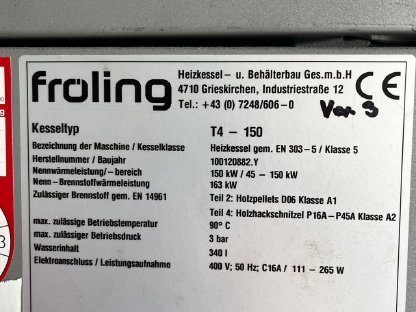 fröling
Heizkessel - u. Behälterbau Ges.m.b.H
4710 Grieskirchen, Industriestraße 12
Tel.: +43 (0) 7248/606-0
CE
Ver. 3
Kesseltyp T4 - 150
Bezeichnung der Maschine / Kesselklasse Heizkessel gem. EN 303-5 / Klasse 5
Herstellnummer / Baujahr 100120882.Y
Nennwärmeleistung/- bereich 150 kW / 45 - 150 kW
Nenn - Brennstoffwärmeleistung 163 kW
Zulässiger Brennstoff gem. EN 14961 Teil 2: Holzpellets D06 Klasse A1
Teil 4: Holzhackschnitzel P16A - P45A Klasse A2
max. zulässige Betriebstemperatur 90° C
max. zulässiger Betriebsdruck 3 bar
Wasserinhalt 340 l
Elektroanschluss / Leistungsaufnahme 400 V; 50 Hz; C16A / 111 - 265 W